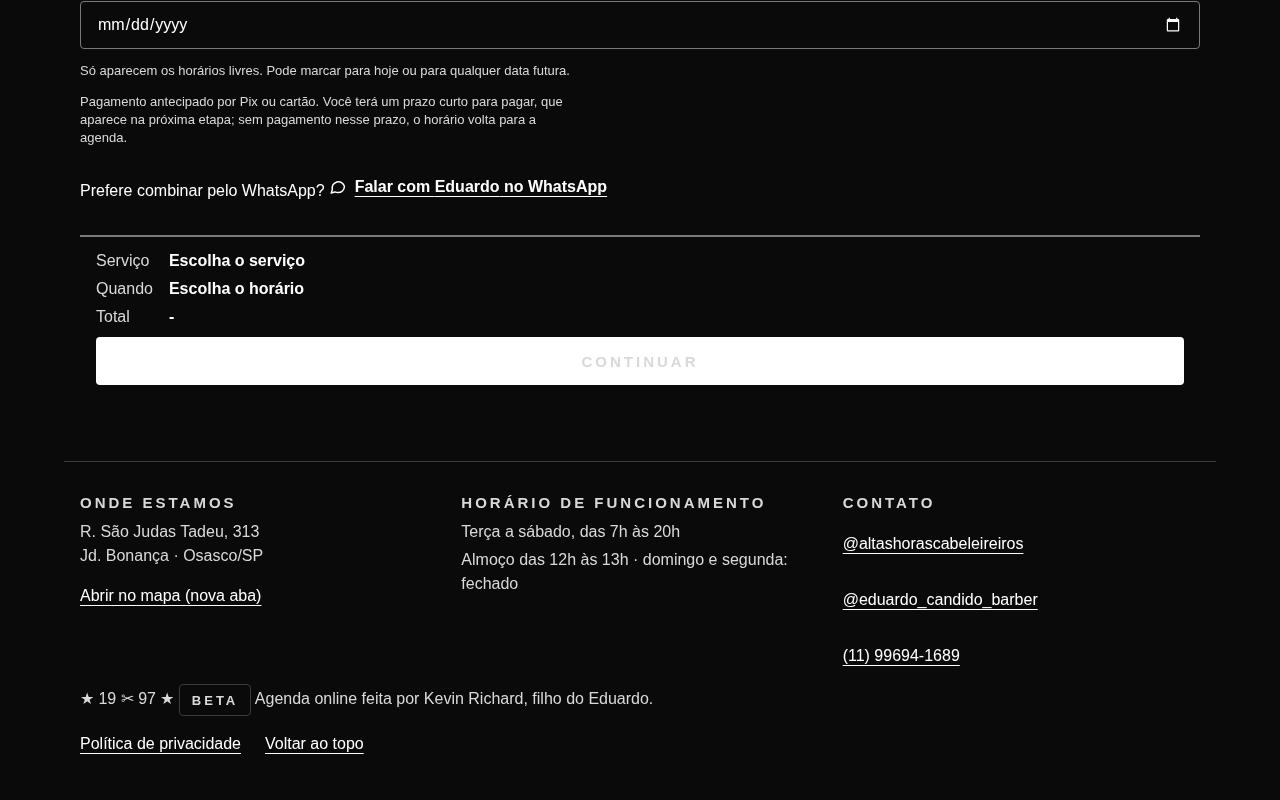 mm/dd/yyyy
Só aparecem os horários livres. Pode marcar para hoje ou para qualquer data futura.
Pagamento antecipado por Pix ou cartão. Você terá um prazo curto para pagar, que
aparece na próxima etapa; sem pagamento nesse prazo, o horário volta para a
agenda.
Prefere combinar pelo WhatsApp? Falar com Eduardo no WhatsApp
Serviço Escolha o serviço
Quando Escolha o horário
Total -
CONTINUAR
ONDE ESTAMOS
R. São Judas Tadeu, 313
Jd. Bonança · Osasco/SP
Abrir no mapa (nova aba)
HORÁRIO DE FUNCIONAMENTO
Terça a sábado, das 7h às 20h
Almoço das 12h às 13h · domingo e segunda:
fechado
CONTATO
@altashorascabeleireiros
@eduardo_candido_barber
(11) 99694-1689
★ 19 ✂ 97 ★ BETA Agenda online feita por Kevin Richard, filho do Eduardo.
Política de privacidade Voltar ao topo